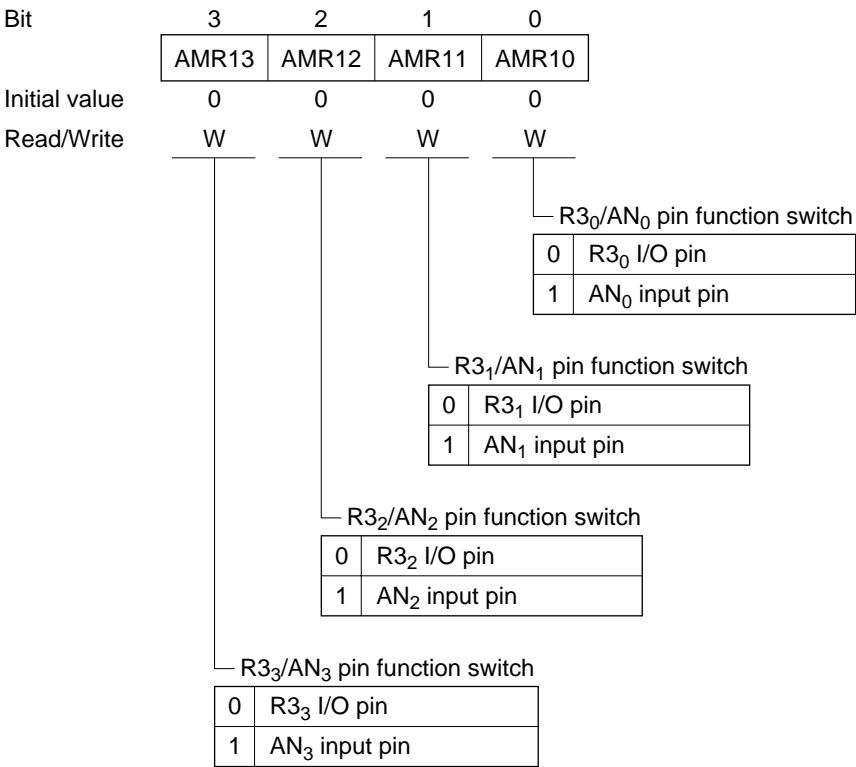 Bit 3 2 1 0
AMR13 AMR12 AMR11 AMR10
Initial value 0 0 0 0
Read/Write W W W W
R3₀/AN₀ pin function switch
0 R3₀ I/O pin
1 AN₀ input pin
R3₁/AN₁ pin function switch
0 R3₁ I/O pin
1 AN₁ input pin
R3₂/AN₂ pin function switch
0 R3₂ I/O pin
1 AN₂ input pin
R3₃/AN₃ pin function switch
0 R3₃ I/O pin
1 AN₃ input pin